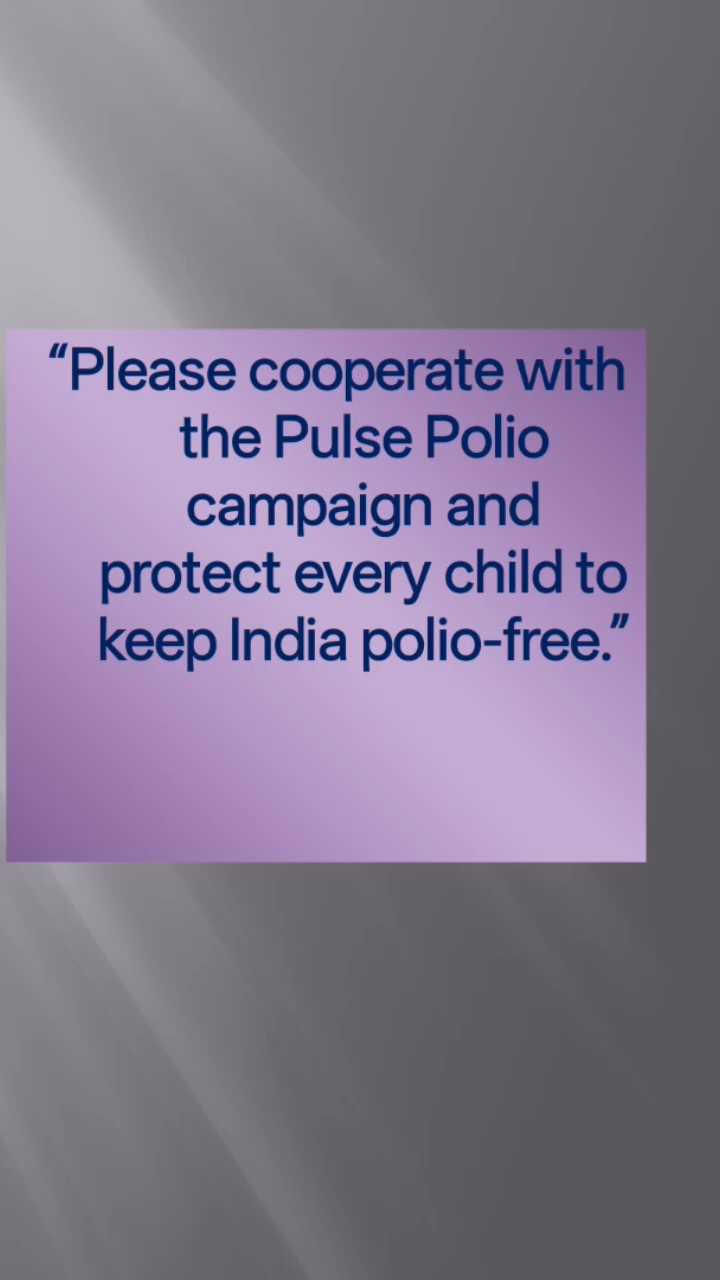 “Please cooperate with
the Pulse Polio
campaign and
protect every child to
keep India polio-free.”